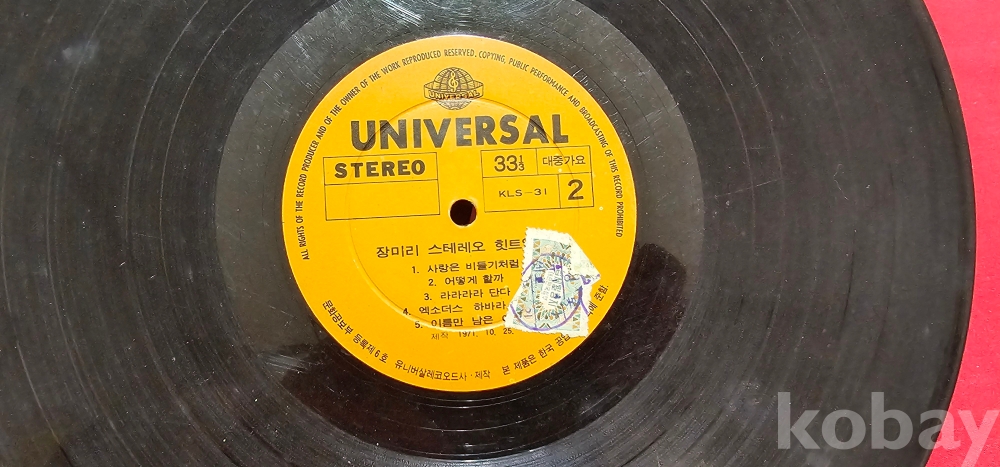 ALL RIGHTS OF THE RECORD PRODUCER AND OF THE OWNER OF THE WORK REPRODUCED RESERVED, COPYING, PUBLIC PERFORMANCE AND BROADCASTING OF THIS RECORD PROHIBITED
UNIVERSAL
UNIVERSAL
STEREO
33⅓ 대중가요
KLS-31 2
장미리 스테레오 힛트
1. 사랑은 비들기처럼
2. 어떻게 할까
3. 라라라라 단다
4. 엑소더스 하바라
5. 이름만 남은
제작 1971. 10. 25.
문화공보부 등록제6호 유니버살레코오드사·제작 본 제품은 한국 공업 준함
kobay